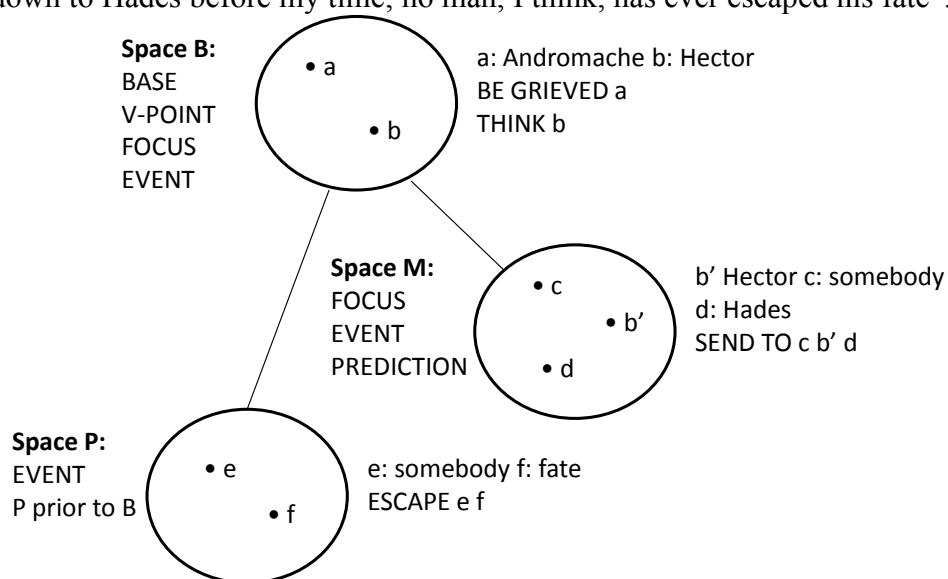 down to Hades before my time; no man, I think, has ever escaped his fate
Space B:
BASE
V-POINT
FOCUS
EVENT
• a
• b
a: Andromache b: Hector
BE GRIEVED a
THINK b
Space M:
FOCUS
EVENT
PREDICTION
• c
• b’
• d
b’ Hector c: somebody
d: Hades
SEND TO c b’ d
Space P:
EVENT
P prior to B
• e
• f
e: somebody f: fate
ESCAPE e f